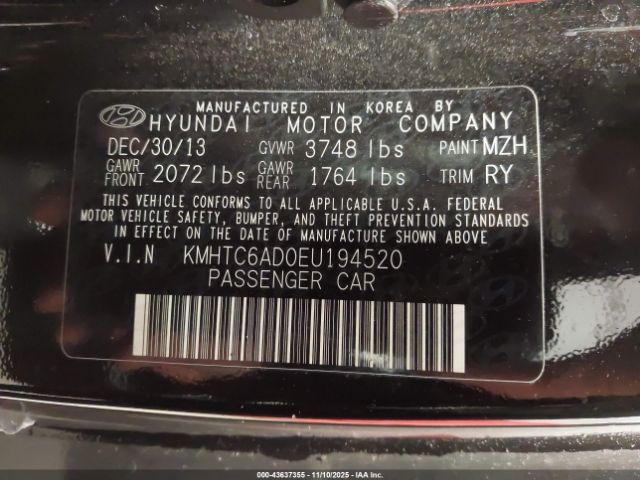 MANUFACTURED IN KOREA BY
HYUNDAI MOTOR COMPANY
DEC/30/13 GVWR 3748 lbs PAINT MZH
GAWR FRONT 2072 lbs GAWR REAR 1764 lbs TRIM RY
THIS VEHICLE CONFORMS TO ALL APPLICABLE U.S.A. FEDERAL
MOTOR VEHICLE SAFETY, BUMPER, AND THEFT PREVENTION STANDARDS
IN EFFECT ON THE DATE OF MANUFACTURE SHOWN ABOVE
V.I.N KMHTC6AD0EU194520
PASSENGER CAR
000-43637355 - 11/10/2025 - IAA Inc.